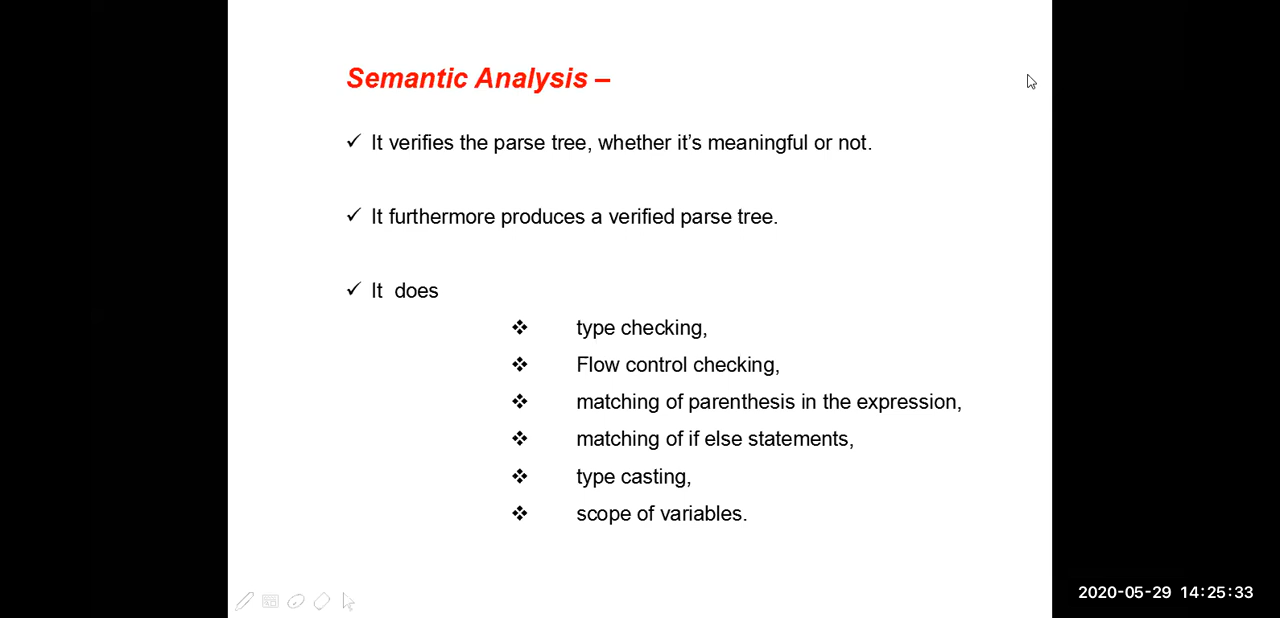 Semantic Analysis –
✓ It verifies the parse tree, whether it’s meaningful or not.
✓ It furthermore produces a verified parse tree.
✓ It  does
❖ type checking,
❖ Flow control checking,
❖ matching of parenthesis in the expression,
❖ matching of if else statements,
❖ type casting,
❖ scope of variables.
2020-05-29 14:25:33